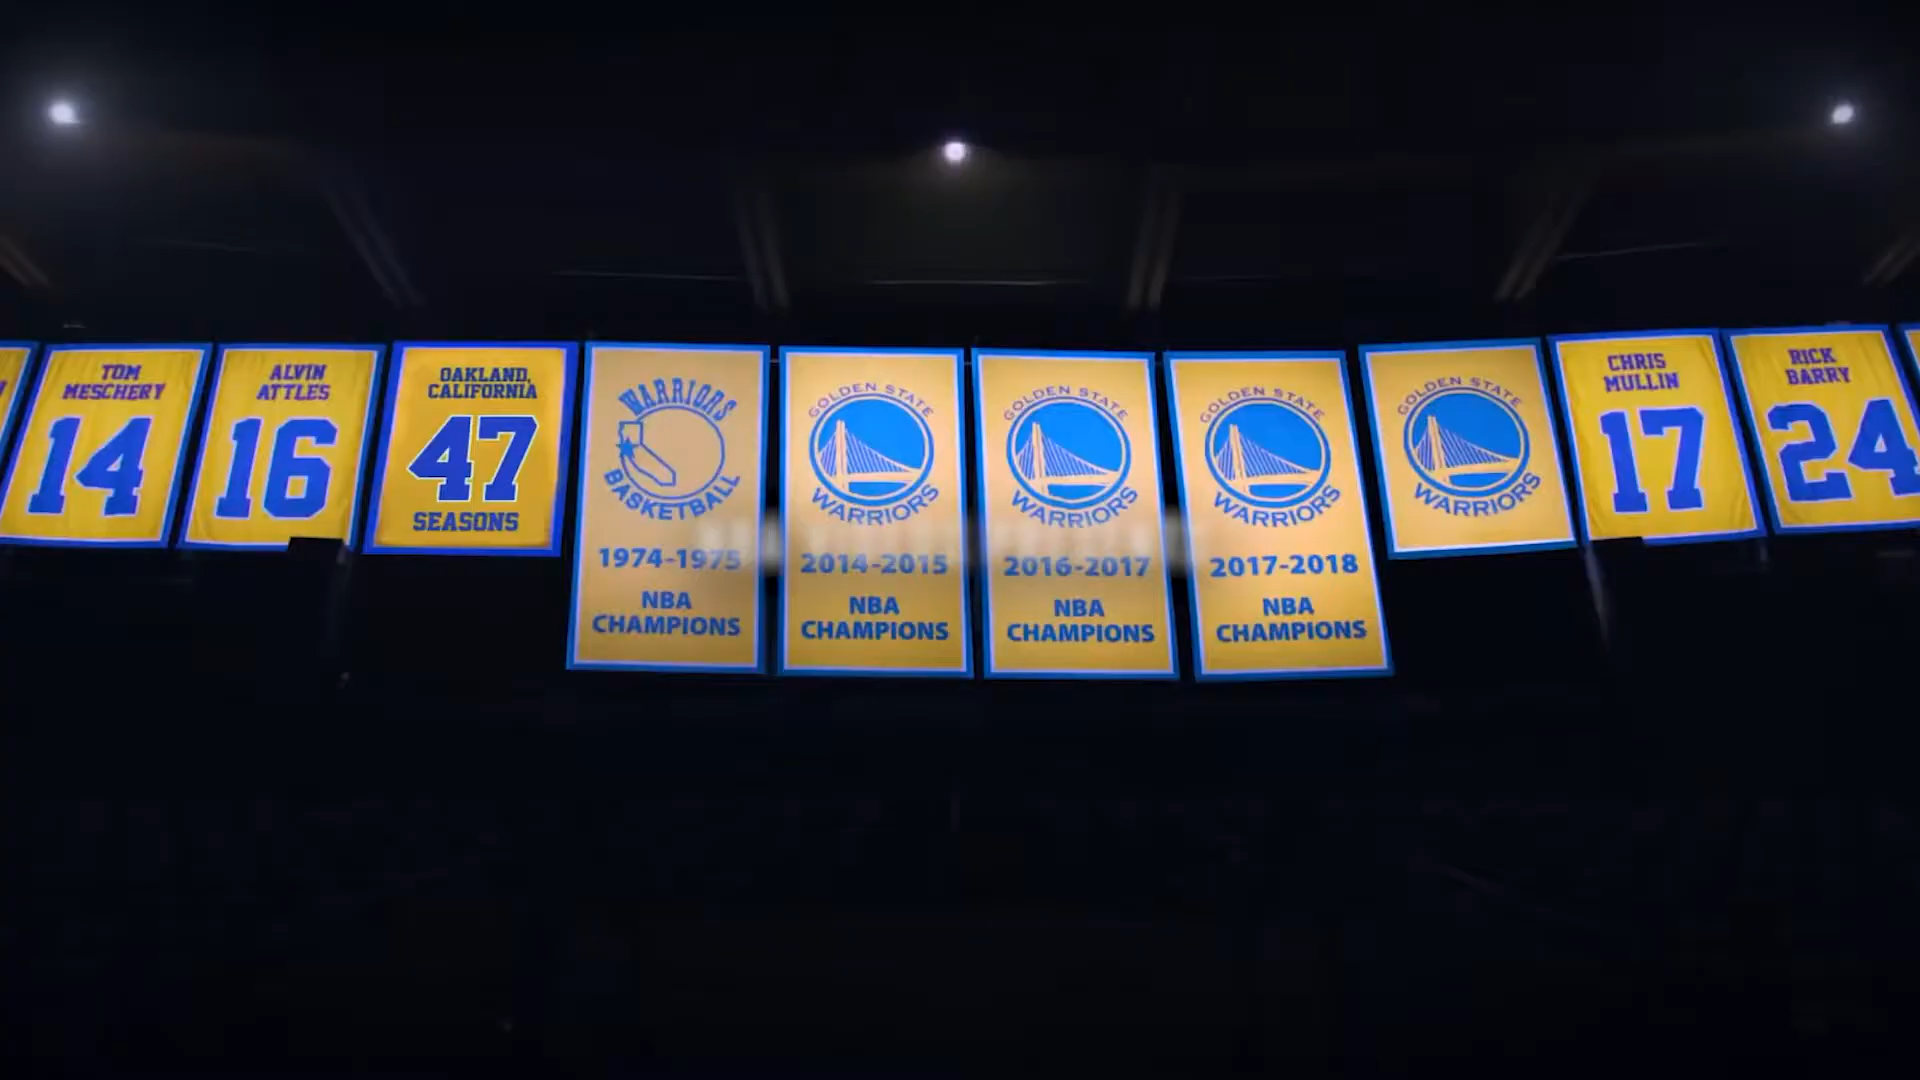 TOM
MESCHERY
14
ALVIN
ATTLES
16
OAKLAND,
CALIFORNIA
47
SEASONS
WARRIORS
BASKETBALL
1974-1975
NBA
CHAMPIONS
GOLDEN STATE
WARRIORS
2014-2015
NBA
CHAMPIONS
GOLDEN STATE
WARRIORS
2016-2017
NBA
CHAMPIONS
GOLDEN STATE
WARRIORS
2017-2018
NBA
CHAMPIONS
GOLDEN STATE
WARRIORS
CHRIS
MULLIN
17
RICK
BARRY
24